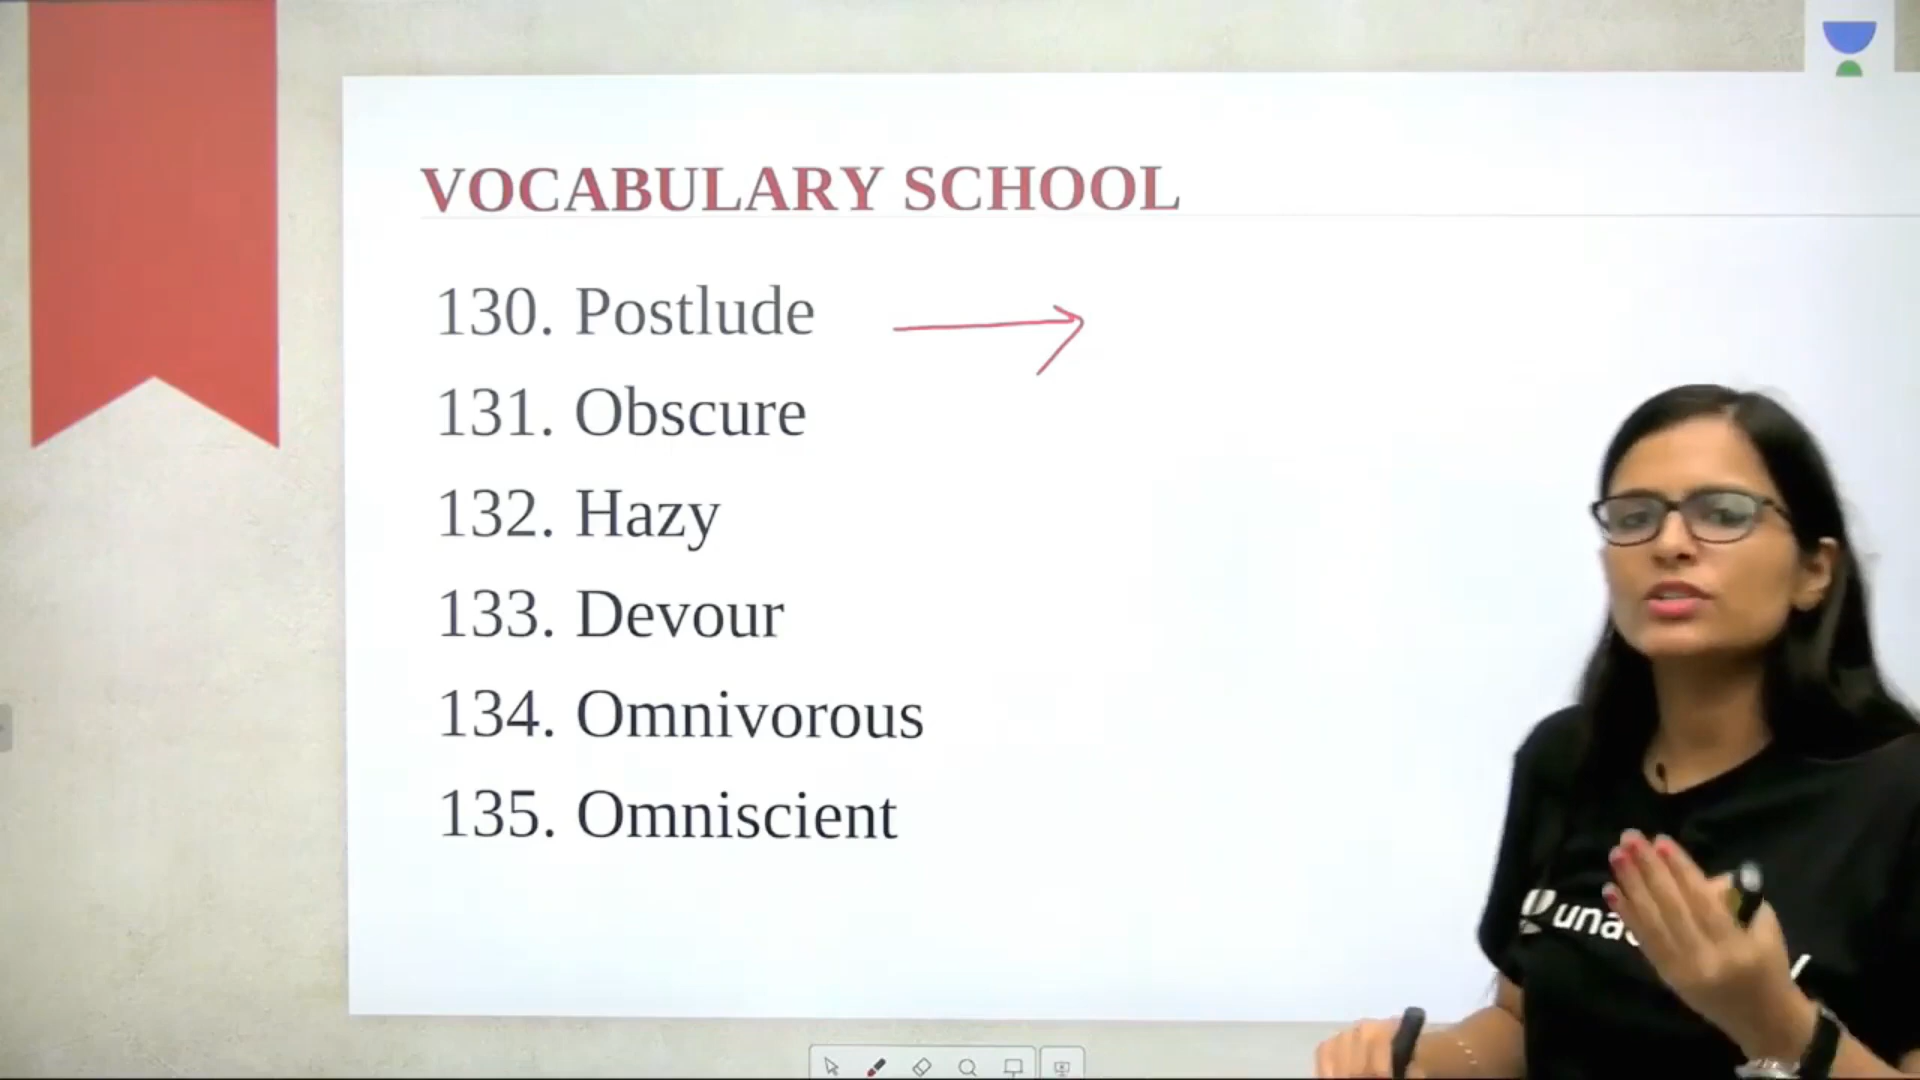 VOCABULARY SCHOOL
130. Postlude
131. Obscure
132. Hazy
133. Devour
134. Omnivorous
135. Omniscient